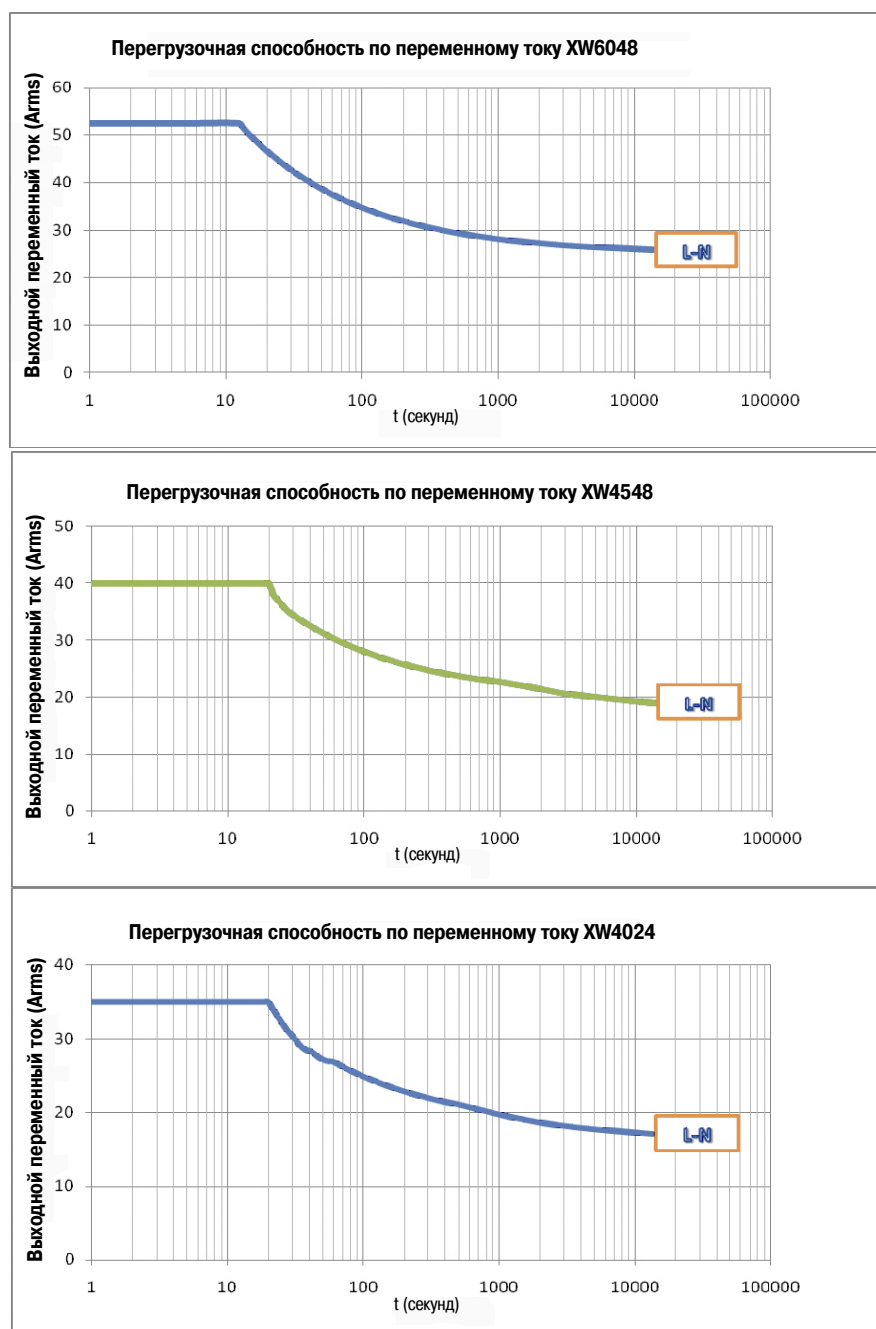 Перегрузочная способность по переменному току XW6048
Выходной переменный ток (Arms)
60
50
40
30
20
10
0
L-N
1 10 100 1000 10000 100000
t (секунд)
Перегрузочная способность по переменному току XW4548
Выходной переменный ток (Arms)
50
40
30
20
10
0
L-N
1 10 100 1000 10000 100000
t (секунд)
Перегрузочная способность по переменному току XW4024
Выходной переменный ток (Arms)
40
30
20
10
0
L-N
1 10 100 1000 10000 100000
t (секунд)